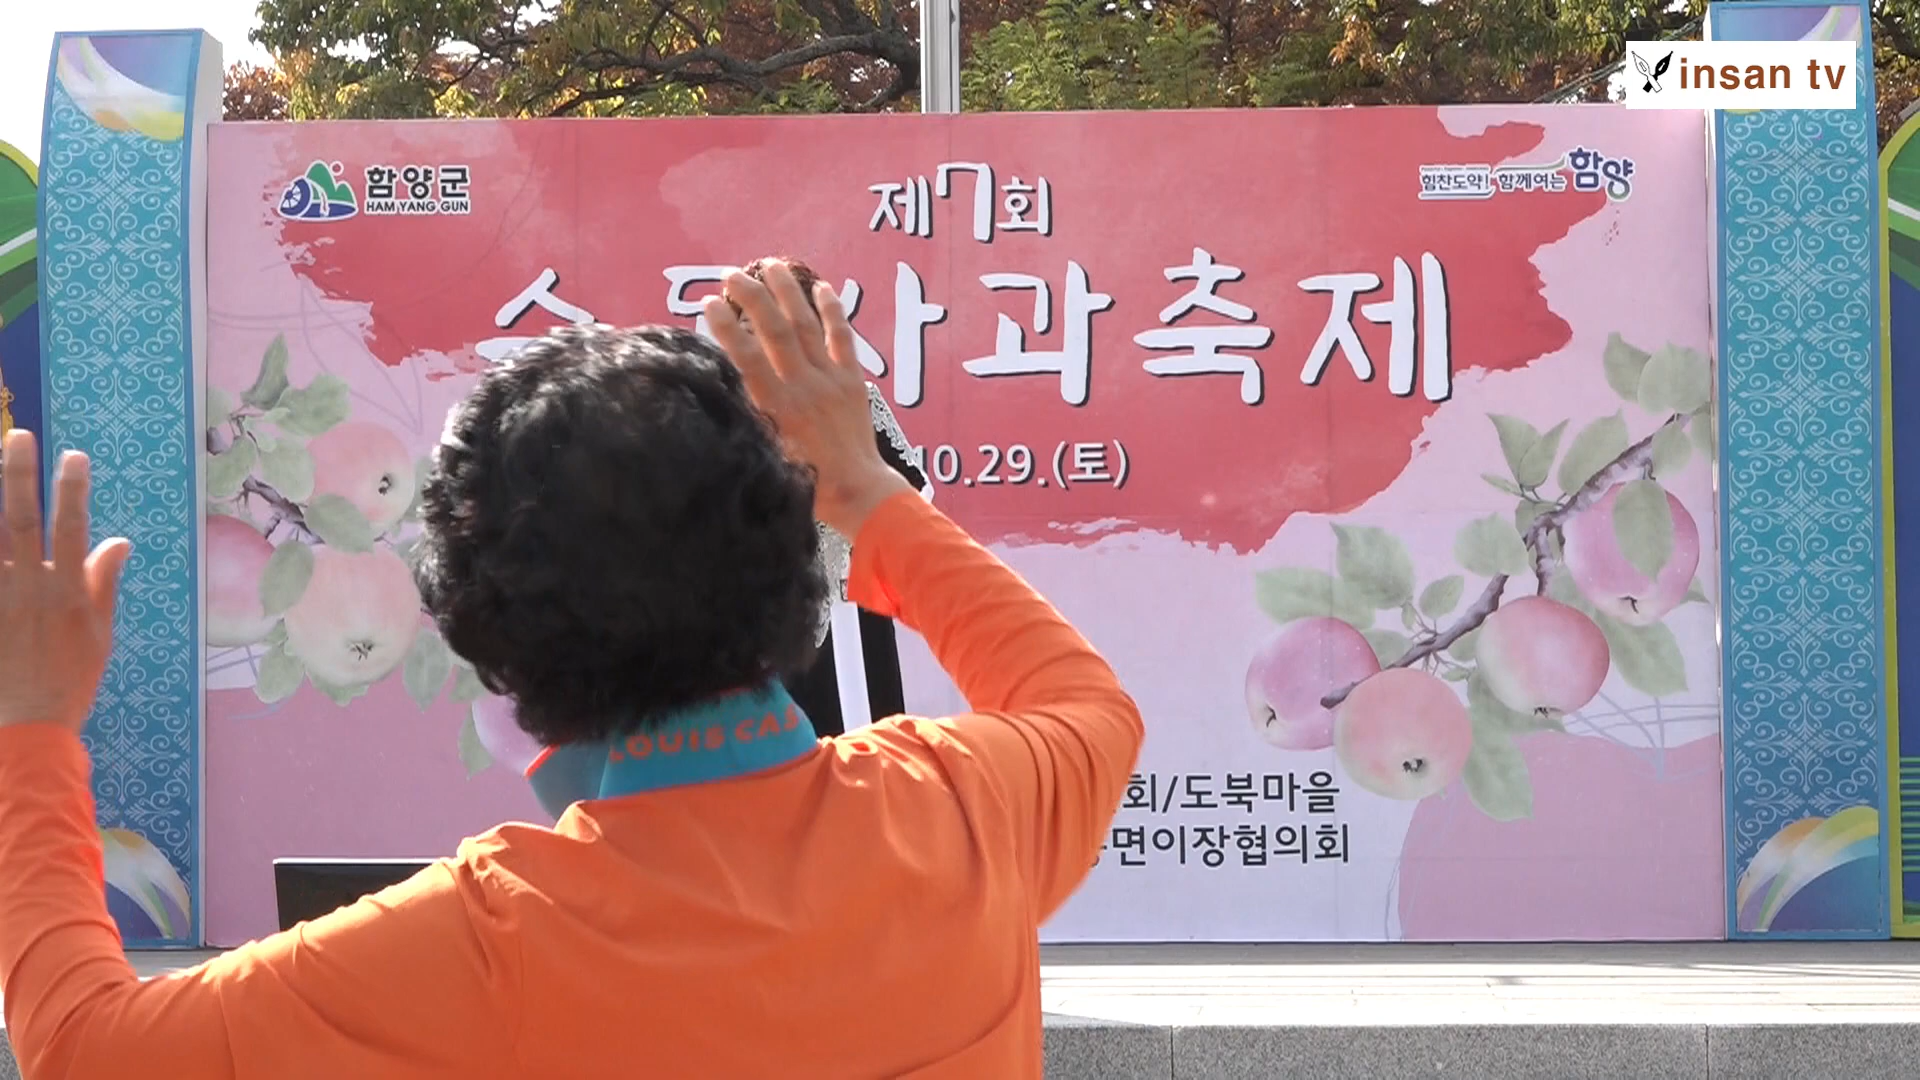 insan tv
함양군
HAM YANG GUN
힘찬도약! 함께여는 함양
제7회
사과축제
10.29.(토)
LOUIS CAS
회/도북마을
면이장협의회